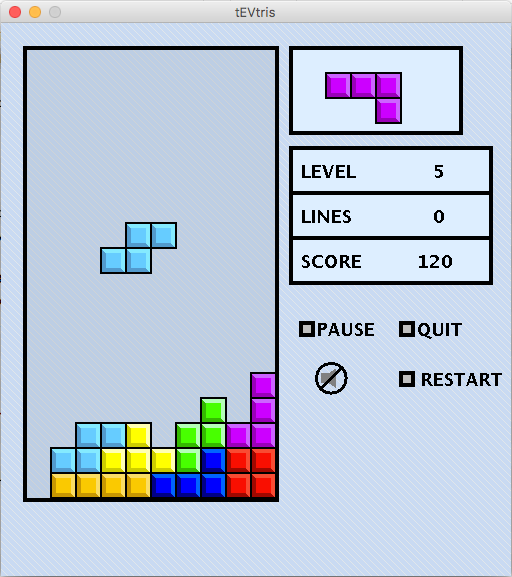 tEVtris
LEVEL 5
LINES 0
SCORE 120
PAUSE QUIT
RESTART